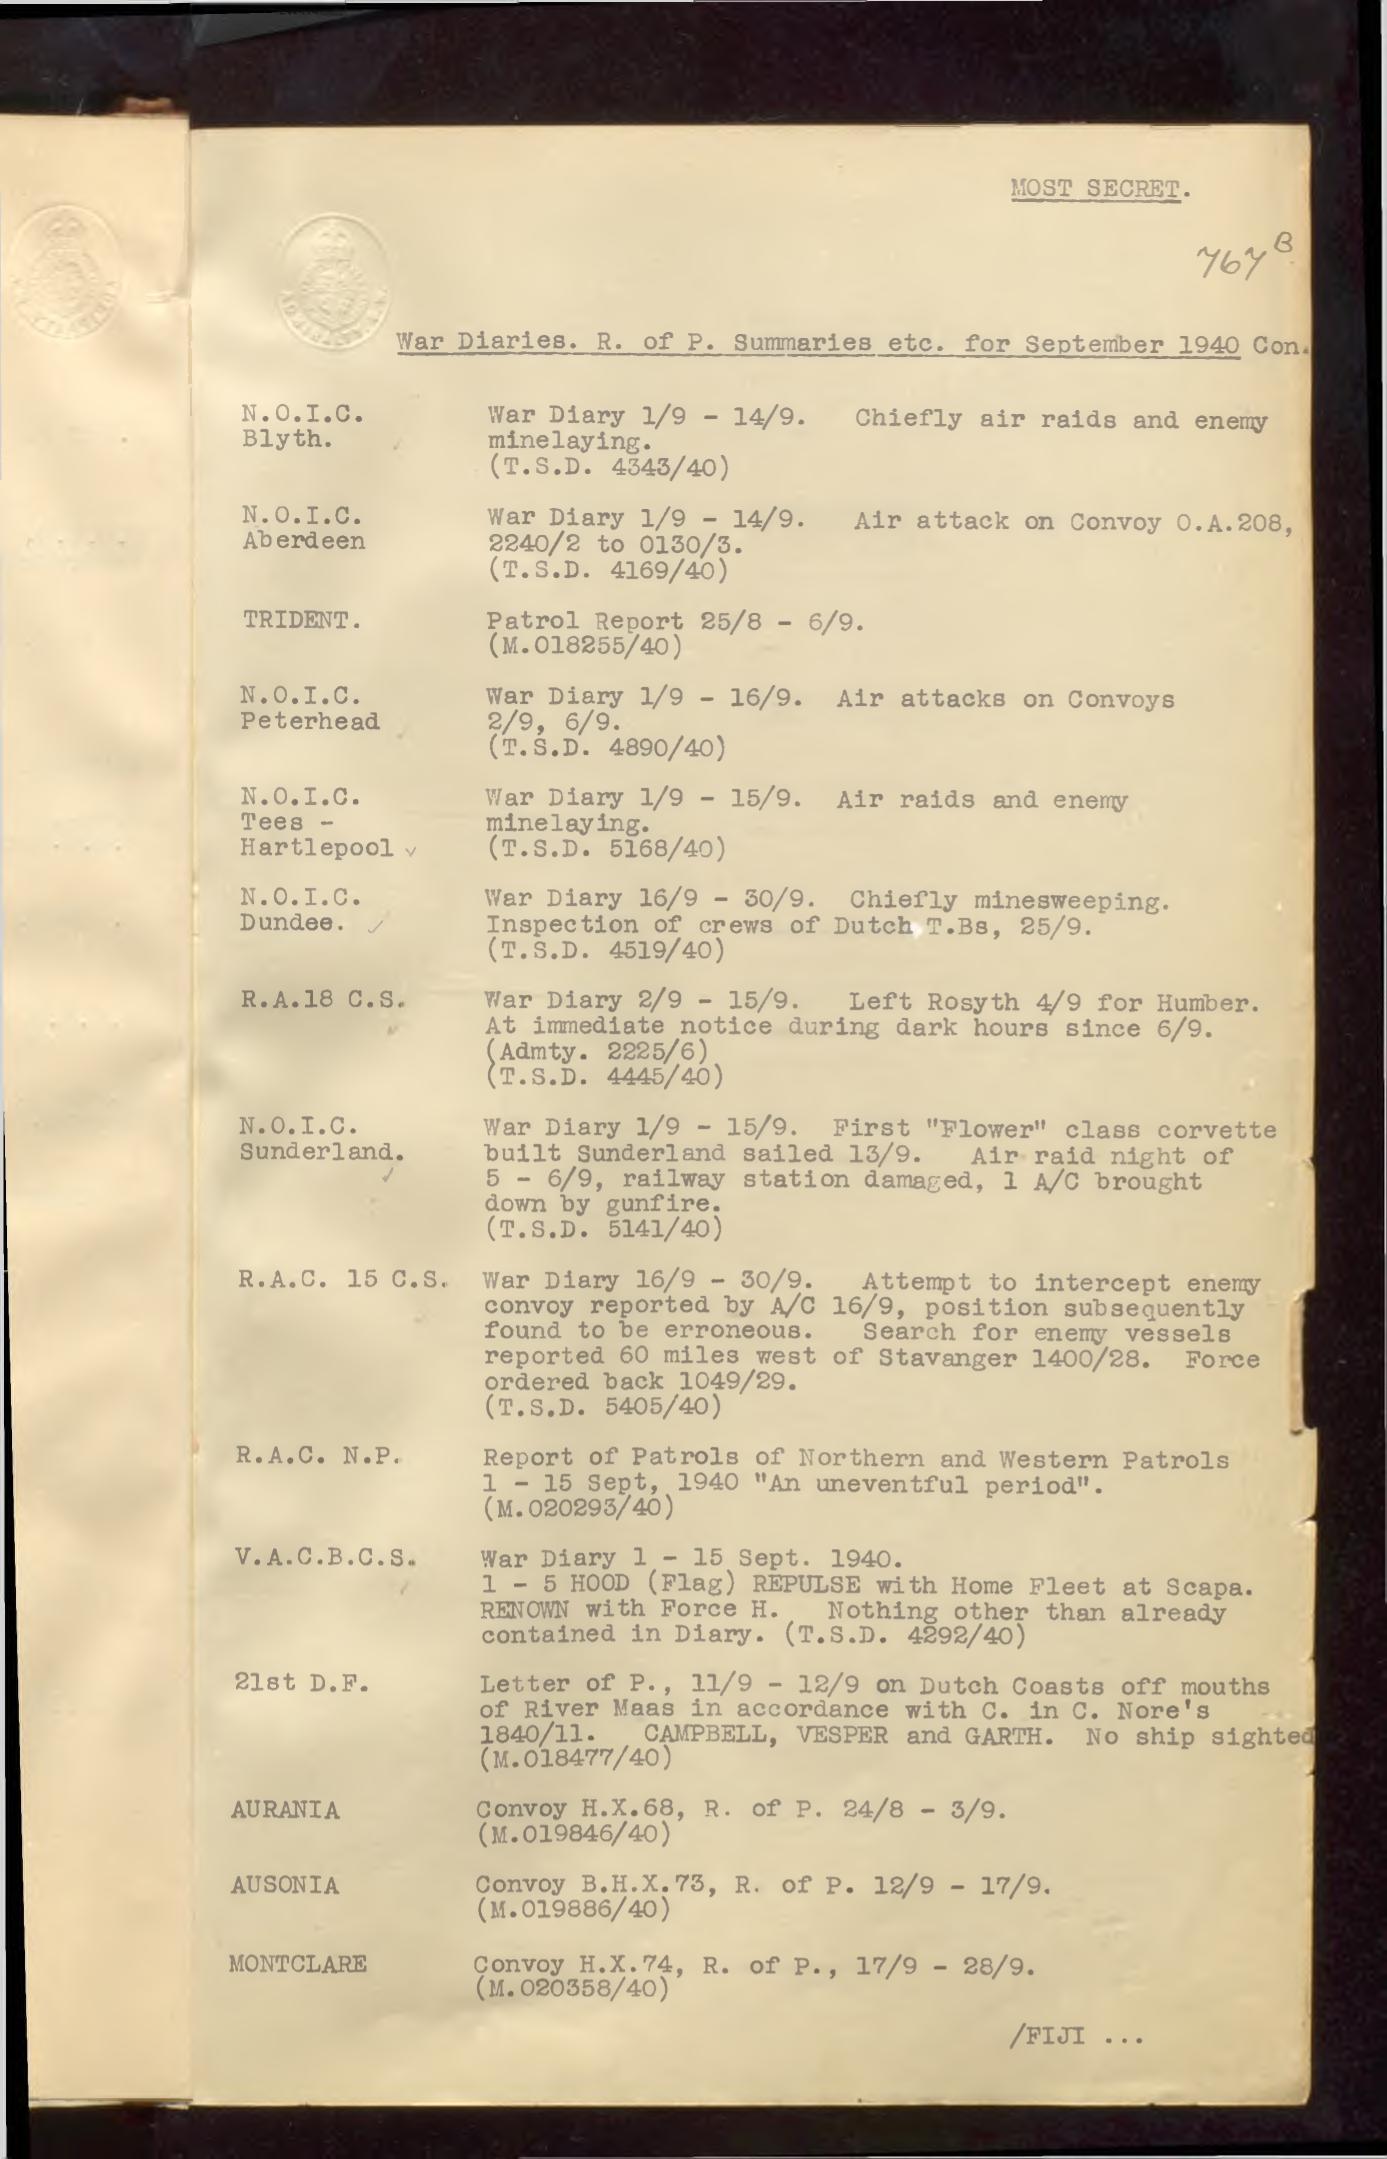 MOST SECRET.
767 B
War Diaries. R. of P. Summaries etc. for September 1940 Con.
N.O.I.C. War Diary 1/9 - 14/9. Chiefly air raids and enemy
Blyth. minelaying.
(T.S.D. 4343/40)
N.O.I.C. War Diary 1/9 - 14/9. Air attack on Convoy O.A.208,
Aberdeen 2240/2 to 0130/3.
(T.S.D. 4169/40)
TRIDENT. Patrol Report 25/8 - 6/9.
(M.018255/40)
N.O.I.C. War Diary 1/9 - 16/9. Air attacks on Convoys
Peterhead 2/9, 6/9.
(T.S.D. 4890/40)
N.O.I.C. War Diary 1/9 - 15/9. Air raids and enemy
Tees - minelaying.
Hartlepool (T.S.D. 5168/40)
N.O.I.C. War Diary 16/9 - 30/9. Chiefly minesweeping.
Dundee. Inspection of crews of Dutch T.Bs, 25/9.
(T.S.D. 4519/40)
R.A.18 C.S. War Diary 2/9 - 15/9. Left Rosyth 4/9 for Humber.
At immediate notice during dark hours since 6/9.
(Admty. 2225/6)
(T.S.D. 4445/40)
N.O.I.C. War Diary 1/9 - 15/9. First "Flower" class corvette
Sunderland. built Sunderland sailed 13/9. Air raid night of
5 - 6/9, railway station damaged, 1 A/C brought
down by gunfire.
(T.S.D. 5141/40)
R.A.C. 15 C.S. War Diary 16/9 - 30/9. Attempt to intercept enemy
convoy reported by A/C 16/9, position subsequently
found to be erroneous. Search for enemy vessels
reported 60 miles west of Stavanger 1400/28. Force
ordered back 1049/29.
(T.S.D. 5405/40)
R.A.C. N.P. Report of Patrols of Northern and Western Patrols
1 - 15 Sept, 1940 "An uneventful period".
(M.020293/40)
V.A.C.B.C.S. War Diary 1 - 15 Sept. 1940.
1 - 5 HOOD (Flag) REPULSE with Home Fleet at Scapa.
RENOWN with Force H. Nothing other than already
contained in Diary. (T.S.D. 4292/40)
21st D.F. Letter of P., 11/9 - 12/9 on Dutch Coasts off mouths
of River Maas in accordance with C. in C. Nore's
1840/11. CAMPBELL, VESPER and GARTH. No ship sighted
(M.018477/40)
AURANIA Convoy H.X.68, R. of P. 24/8 - 3/9.
(M.019846/40)
AUSONIA Convoy B.H.X.73, R. of P. 12/9 - 17/9.
(M.019886/40)
MONTCLARE Convoy H.X.74, R. of P., 17/9 - 28/9.
(M.020358/40)
/FIJI ...